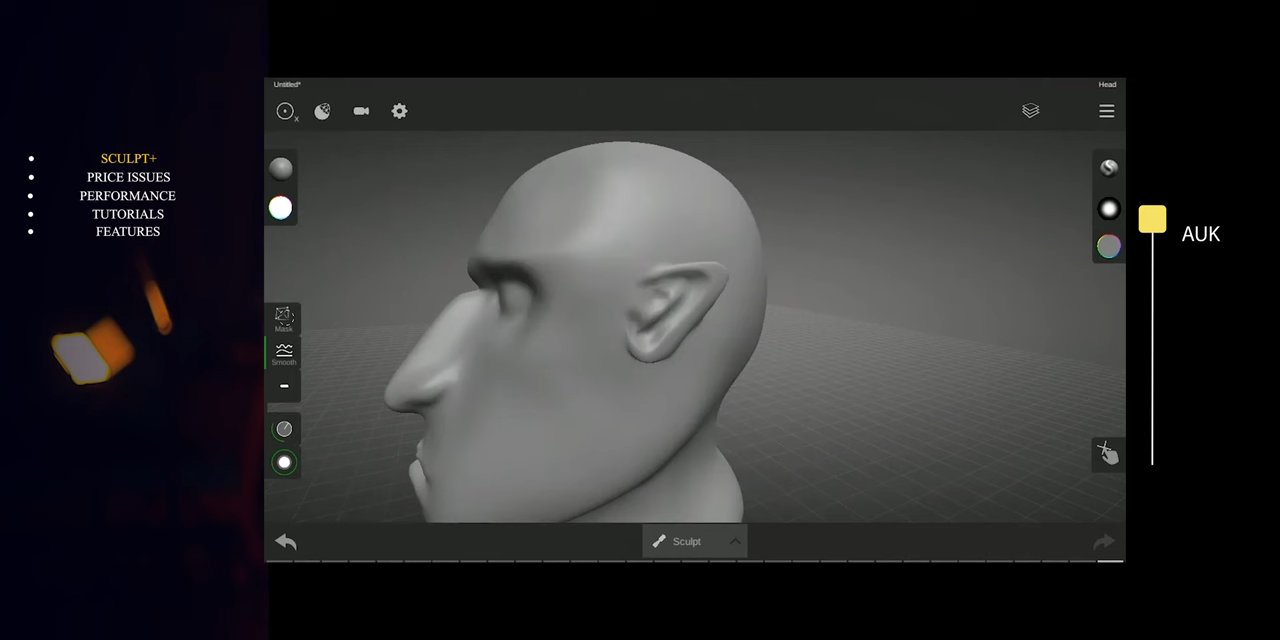 Untitled*
Head
x
SCULPT+
PRICE ISSUES
PERFORMANCE
TUTORIALS
FEATURES
AUK
Mask
Smooth
Sculpt